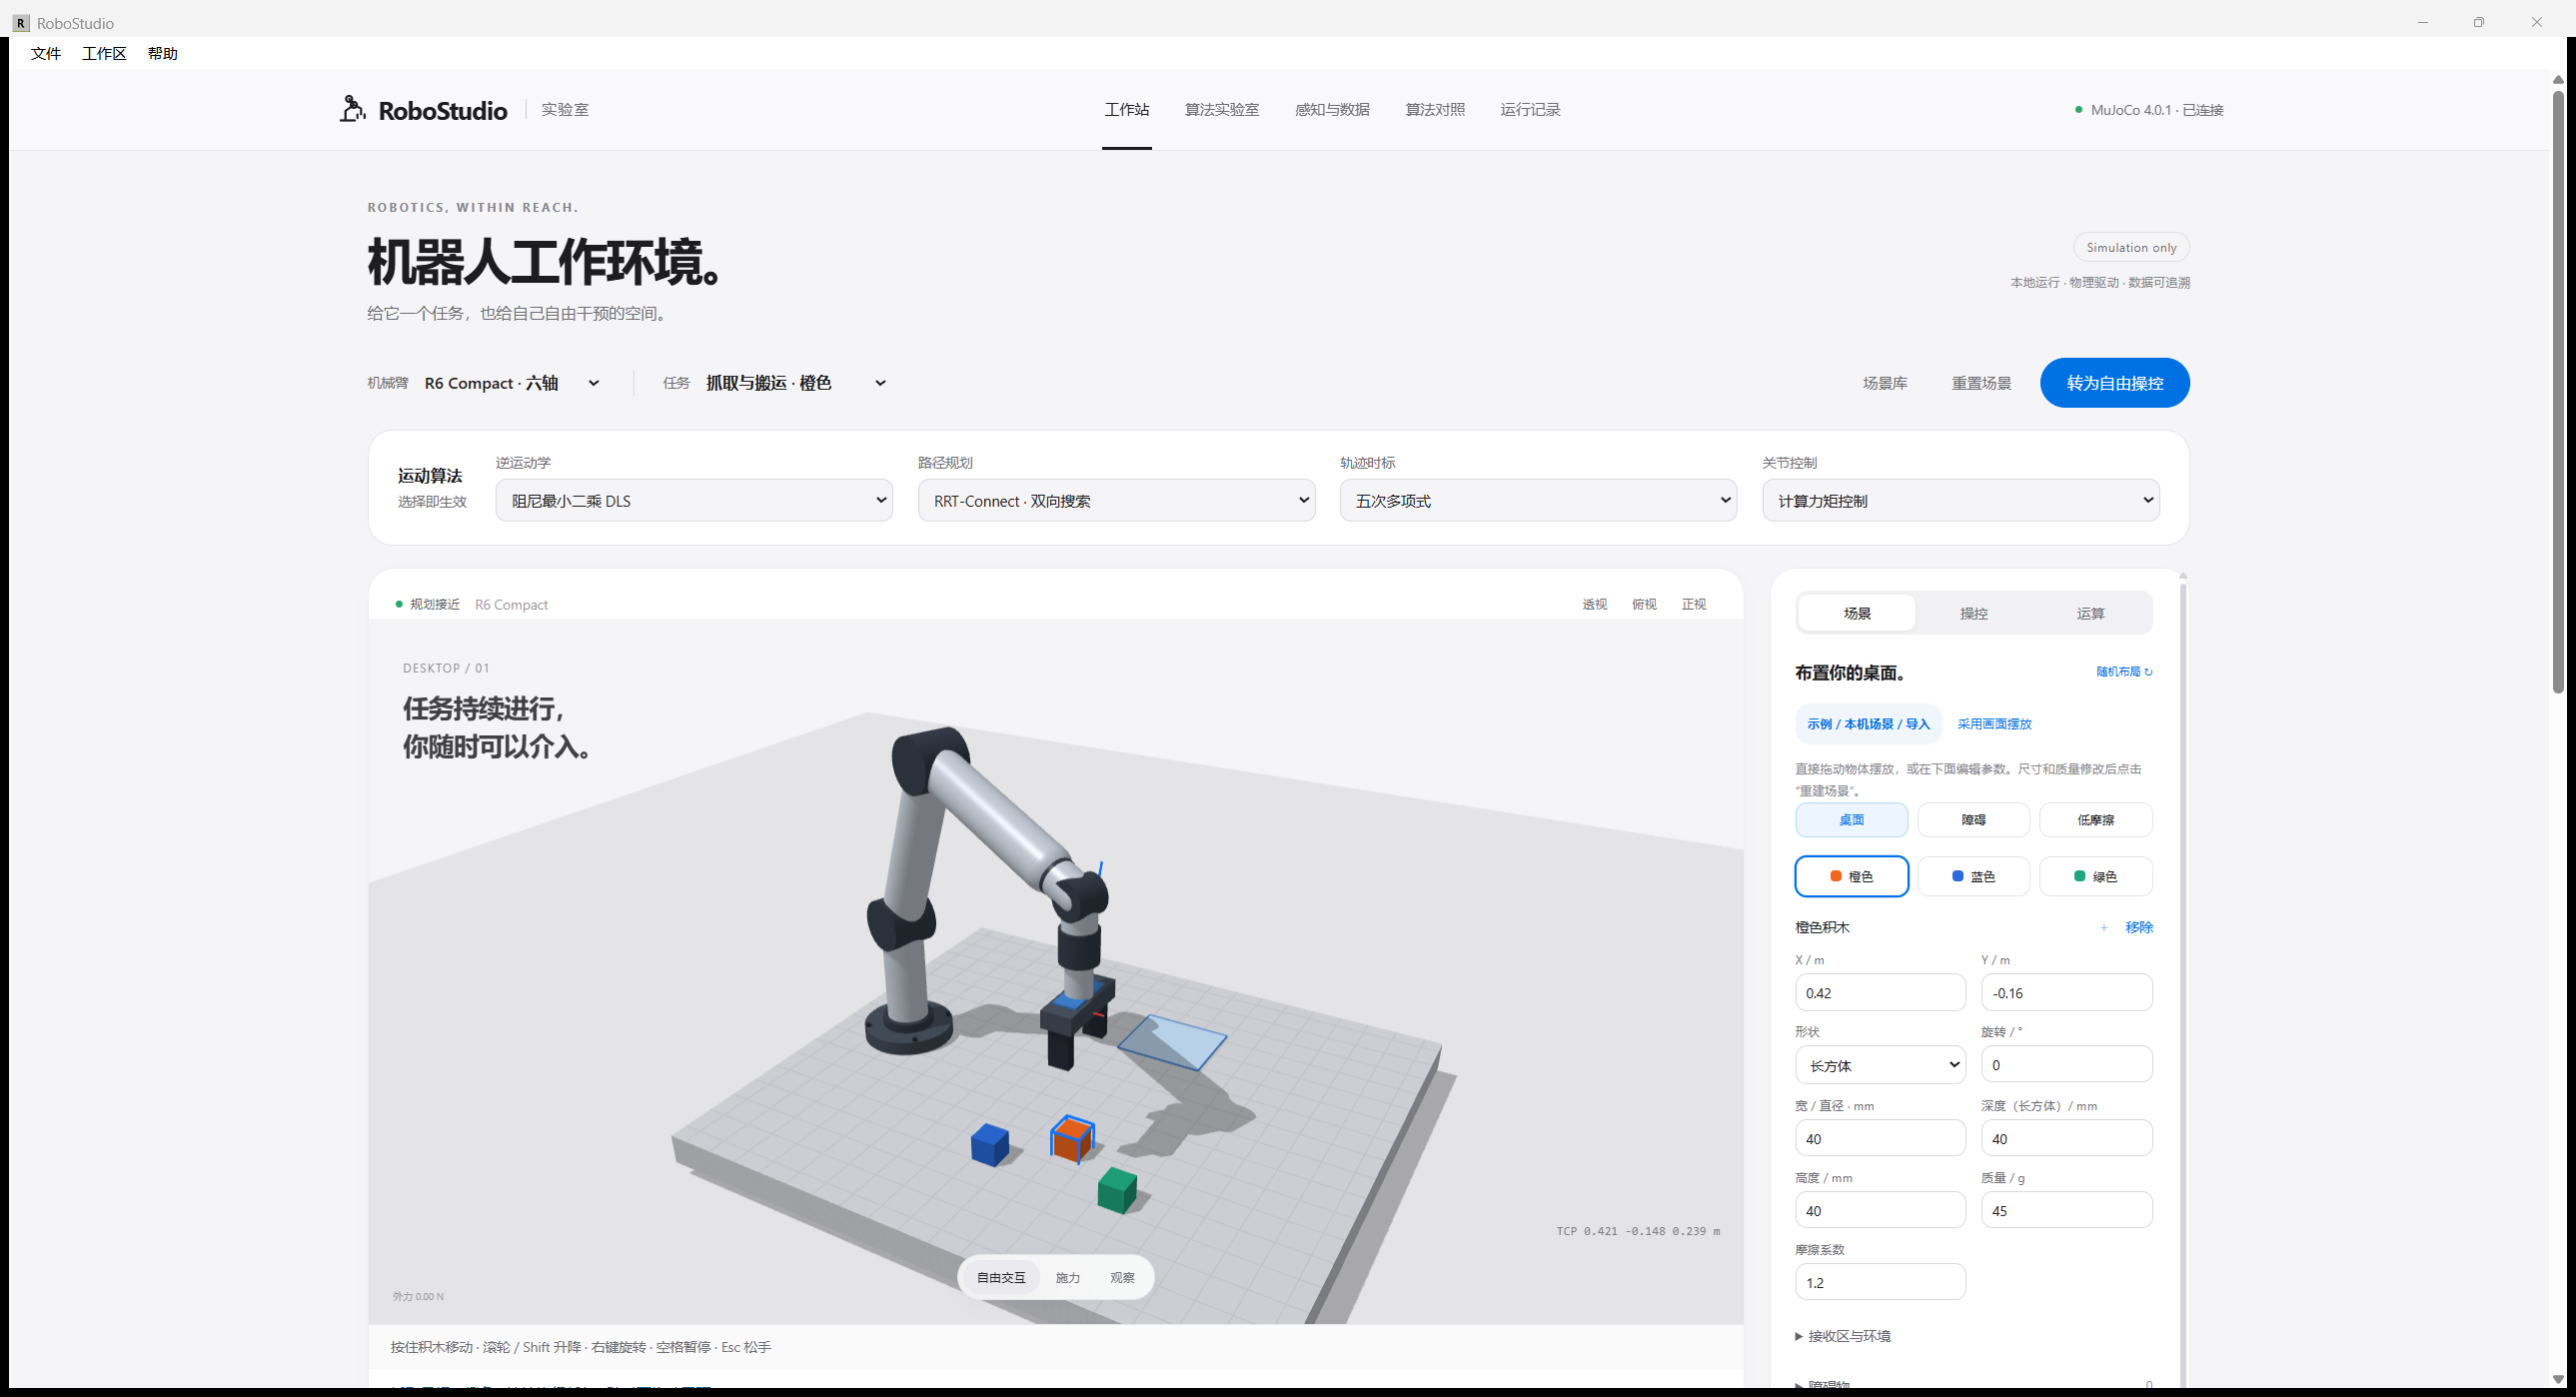 R RoboStudio
文件 工作区 帮助
RoboStudio 实验室 工作站 算法实验室 感知与数据 算法对照 运行记录 MuJoCo 4.0.1 · 已连接
ROBOTICS, WITHIN REACH.
机器人工作环境。
Simulation only
本地运行 · 物理驱动 · 数据可追溯
给它一个任务，也给自己自由干预的空间。
机械臂 R6 Compact · 六轴 任务 抓取与搬运 · 橙色 场景库 重置场景 转为自由操控
运动算法
选择即生效
逆运动学 路径规划 轨迹时标 关节控制
阻尼最小二乘 DLS RRT-Connect · 双向搜索 五次多项式 计算力矩控制
规划接近 R6 Compact 透视 俯视 正视
DESKTOP / 01
任务持续进行，
你随时可以介入。
TCP 0.421 -0.148 0.239 m
自由交互 施力 观察
外力 0.00 N
按住积木移动 · 滚轮 / Shift 升降 · 右键旋转 · 空格暂停 · Esc 松手
场景 操控 运算
布置你的桌面。 随机布局 ↻
示例 / 本机场景 / 导入 采用画面摆放
直接拖动物体摆放，或在下面编辑参数。尺寸和质量修改后点击
“重建场景”。
桌面 障碍 低摩擦
橙色 蓝色 绿色
橙色积木 + 移除
X / m Y / m
0.42 -0.16
形状 旋转 / °
长方体 0
宽 / 直径 · mm 深度（长方体）/ mm
40 40
高度 / mm 质量 / g
40 45
摩擦系数
1.2
接收区与环境
障碍物 0